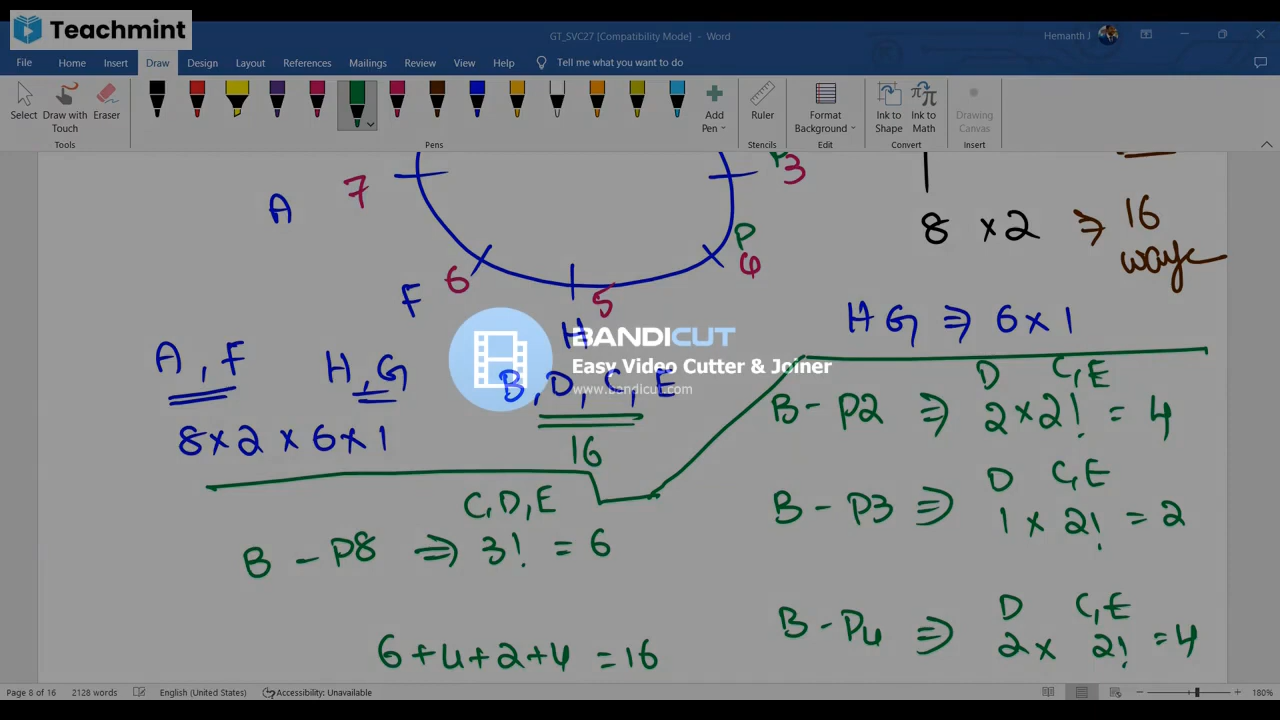 Teachmint
GT_SVC27 [Compatibility Mode] - Word
Hemanth J
File Home Insert Draw Design Layout References Mailings Review View Help Tell me what you want to do
Select Draw with Touch Eraser Add Pen Ruler Format Background Ink to Shape Ink to Math Drawing Canvas
Tools Pens Stencils Edit Convert Insert
P
3
7
A
8 × 2 ⇒ 16
ways
P
6
5
F
H
H G ⇒ 6 × 1
BANDICUT
Easy Video Cutter & Joiner
www.bandicut.com
A , F H , G B , D , C , E
8 × 2 × 6 × 1
16
D C, E
B - P2 ⇒ 2 × 2! = 4
D C, E
B - P3 ⇒ 1 × 2! = 2
C, D, E
B - P8 ⇒ 3! = 6
D C, E
B - P4 ⇒ 2 × 2! = 4
6 + 4 + 2 + 4 = 16
Page 8 of 16 2128 words English (United States) Accessibility: Unavailable 180%